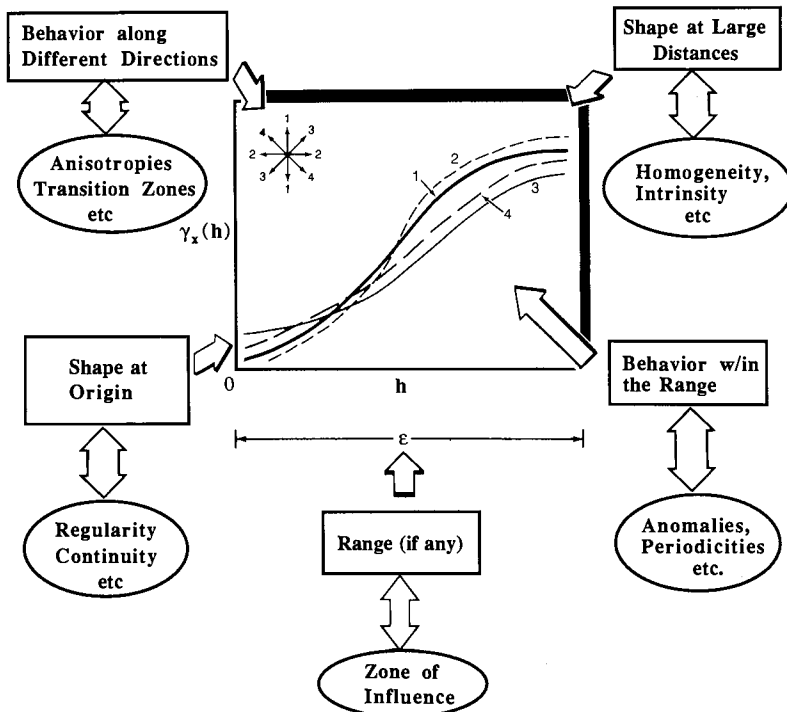 Behavior along
Different Directions
Anisotropies
Transition Zones
etc
Shape at Large
Distances
Homogeneity,
Intrinsity
etc
1
4
3
2
2
3
4
1
1
2
4
3
γx(h)
0
h
ε
Shape at
Origin
Regularity
Continuity
etc
Range (if any)
Zone of
Influence
Behavior w/in
the Range
Anomalies,
Periodicities
etc.